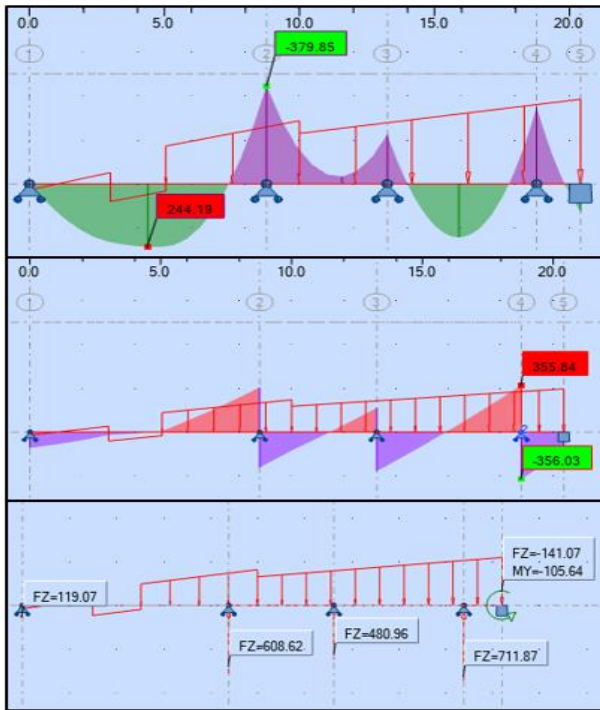 0.0 5.0 10.0 15.0 20.0
1 2 3 4 5
-379.85
244.19
0.0 5.0 10.0 15.0 20.0
1 2 3 4 5
355.84
-356.03
FZ=-141.07
MY=-105.64
FZ=119.07
FZ=480.96
FZ=608.62
FZ=711.87